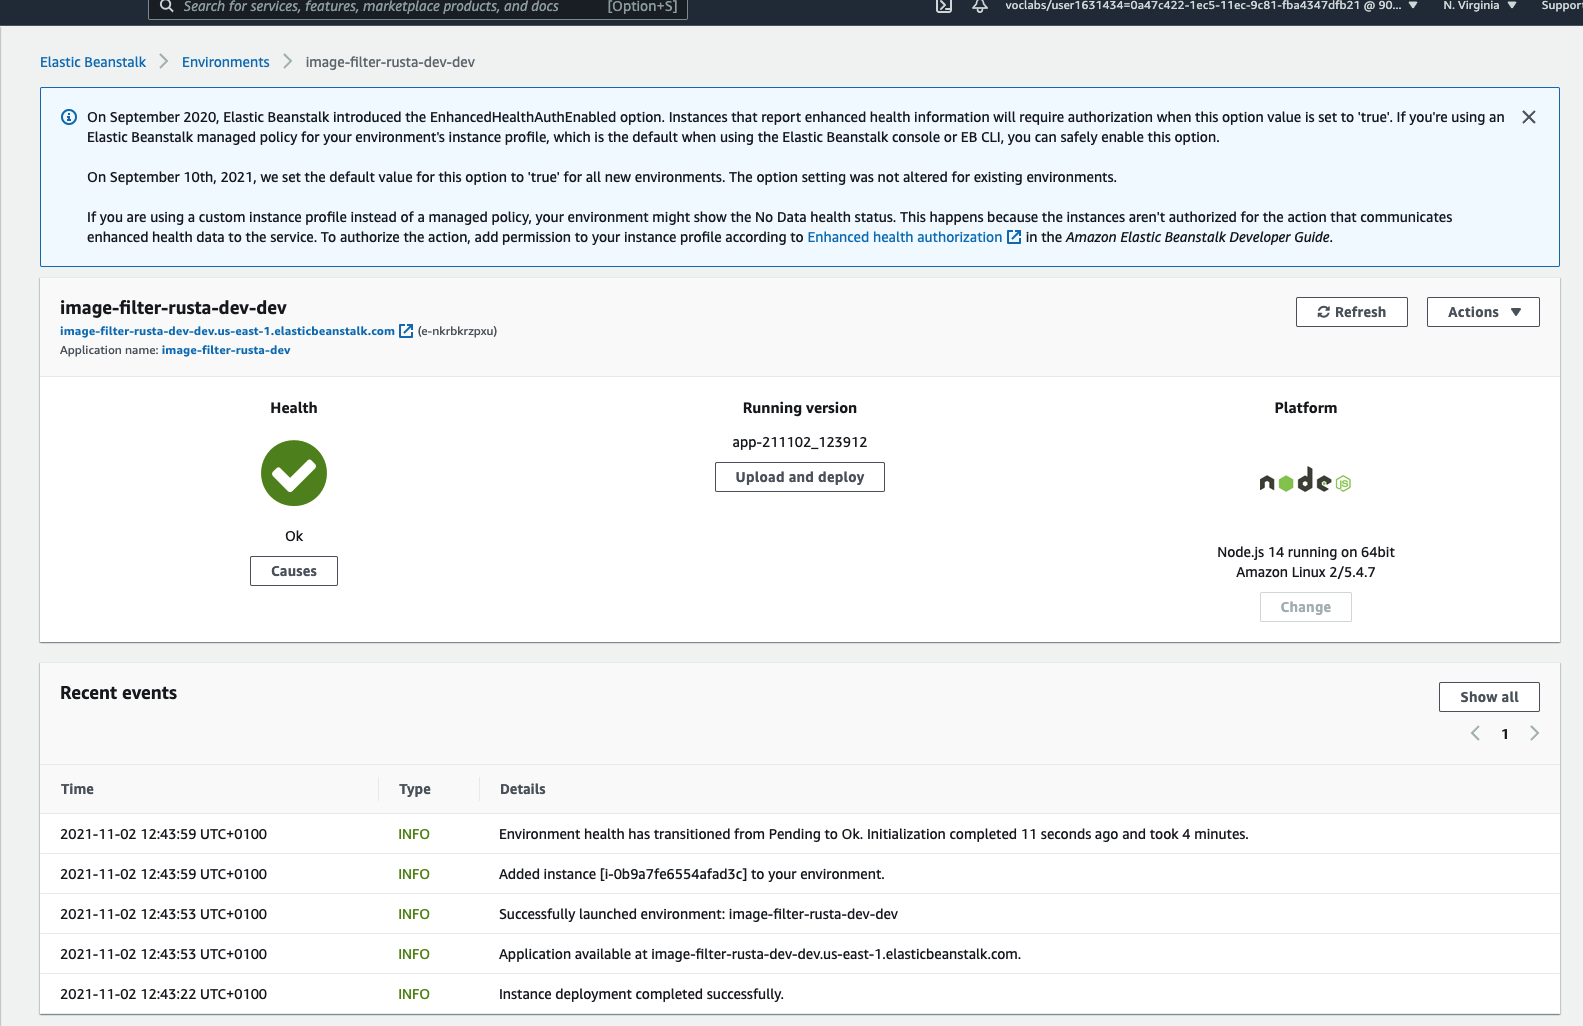 Search for services, features, marketplace products, and docs [Option+S] voclabs/user1631434=0a47c422-1ec5-11ec-9c81-fba4347dfb21 @ 90... N. Virginia Support
Elastic Beanstalk Environments image-filter-rusta-dev-dev
On September 2020, Elastic Beanstalk introduced the EnhancedHealthAuthEnabled option. Instances that report enhanced health information will require authorization when this option value is set to 'true'. If you're using an
Elastic Beanstalk managed policy for your environment's instance profile, which is the default when using the Elastic Beanstalk console or EB CLI, you can safely enable this option.
On September 10th, 2021, we set the default value for this option to 'true' for all new environments. The option setting was not altered for existing environments.
If you are using a custom instance profile instead of a managed policy, your environment might show the No Data health status. This happens because the instances aren't authorized for the action that communicates
enhanced health data to the service. To authorize the action, add permission to your instance profile according to Enhanced health authorization in the Amazon Elastic Beanstalk Developer Guide.
image-filter-rusta-dev-dev
image-filter-rusta-dev-dev.us-east-1.elasticbeanstalk.com (e-nkrbkrzpxu)
Application name: image-filter-rusta-dev
Refresh Actions
Health
Ok
Causes
Running version
app-211102_123912
Upload and deploy
Platform
node JS
Node.js 14 running on 64bit
Amazon Linux 2/5.4.7
Change
Recent events
Show all
1
Time Type Details
2021-11-02 12:43:59 UTC+0100 INFO Environment health has transitioned from Pending to Ok. Initialization completed 11 seconds ago and took 4 minutes.
2021-11-02 12:43:59 UTC+0100 INFO Added instance [i-0b9a7fe6554afad3c] to your environment.
2021-11-02 12:43:53 UTC+0100 INFO Successfully launched environment: image-filter-rusta-dev-dev
2021-11-02 12:43:53 UTC+0100 INFO Application available at image-filter-rusta-dev-dev.us-east-1.elasticbeanstalk.com.
2021-11-02 12:43:22 UTC+0100 INFO Instance deployment completed successfully.